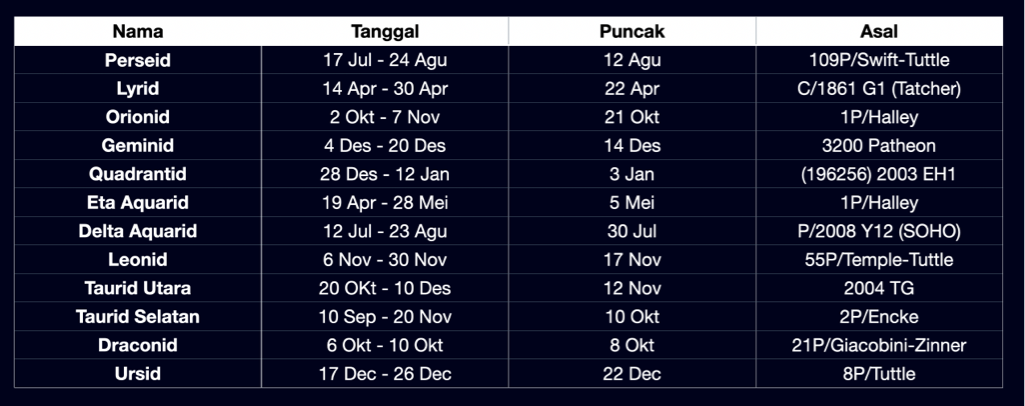 Nama Tanggal Puncak Asal
Perseid 17 Jul - 24 Agu 12 Agu 109P/Swift-Tuttle
Lyrid 14 Apr - 30 Apr 22 Apr C/1861 G1 (Tatcher)
Orionid 2 Okt - 7 Nov 21 Okt 1P/Halley
Geminid 4 Des - 20 Des 14 Des 3200 Patheon
Quadrantid 28 Des - 12 Jan 3 Jan (196256) 2003 EH1
Eta Aquarid 19 Apr - 28 Mei 5 Mei 1P/Halley
Delta Aquarid 12 Jul - 23 Agu 30 Jul P/2008 Y12 (SOHO)
Leonid 6 Nov - 30 Nov 17 Nov 55P/Temple-Tuttle
Taurid Utara 20 OKt - 10 Des 12 Nov 2004 TG
Taurid Selatan 10 Sep - 20 Nov 10 Okt 2P/Encke
Draconid 6 Okt - 10 Okt 8 Okt 21P/Giacobini-Zinner
Ursid 17 Dec - 26 Dec 22 Dec 8P/Tuttle